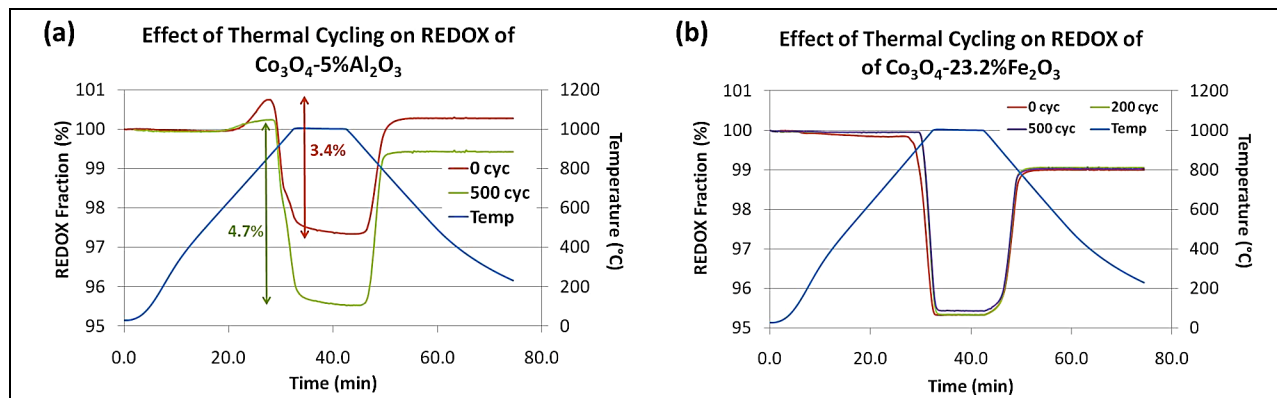 (a)
Effect of Thermal Cycling on REDOX of
Co₃O₄-5%Al₂O₃
101
100
99
98
97
96
95
REDOX Fraction (%)
1200
1000
800
600
400
200
0
Temperature (°C)
3.4%
4.7%
0 cyc
500 cyc
Temp
0.0 20.0 40.0 60.0 80.0
Time (min)
(b)
Effect of Thermal Cycling on REDOX of
of Co₃O₄-23.2%Fe₂O₃
101
100
99
98
97
96
95
REDOX Fraction (%)
1200
1000
800
600
400
200
0
Temperature (°C)
0 cyc 200 cyc
500 cyc Temp
0.0 20.0 40.0 60.0 80.0
Time (min)